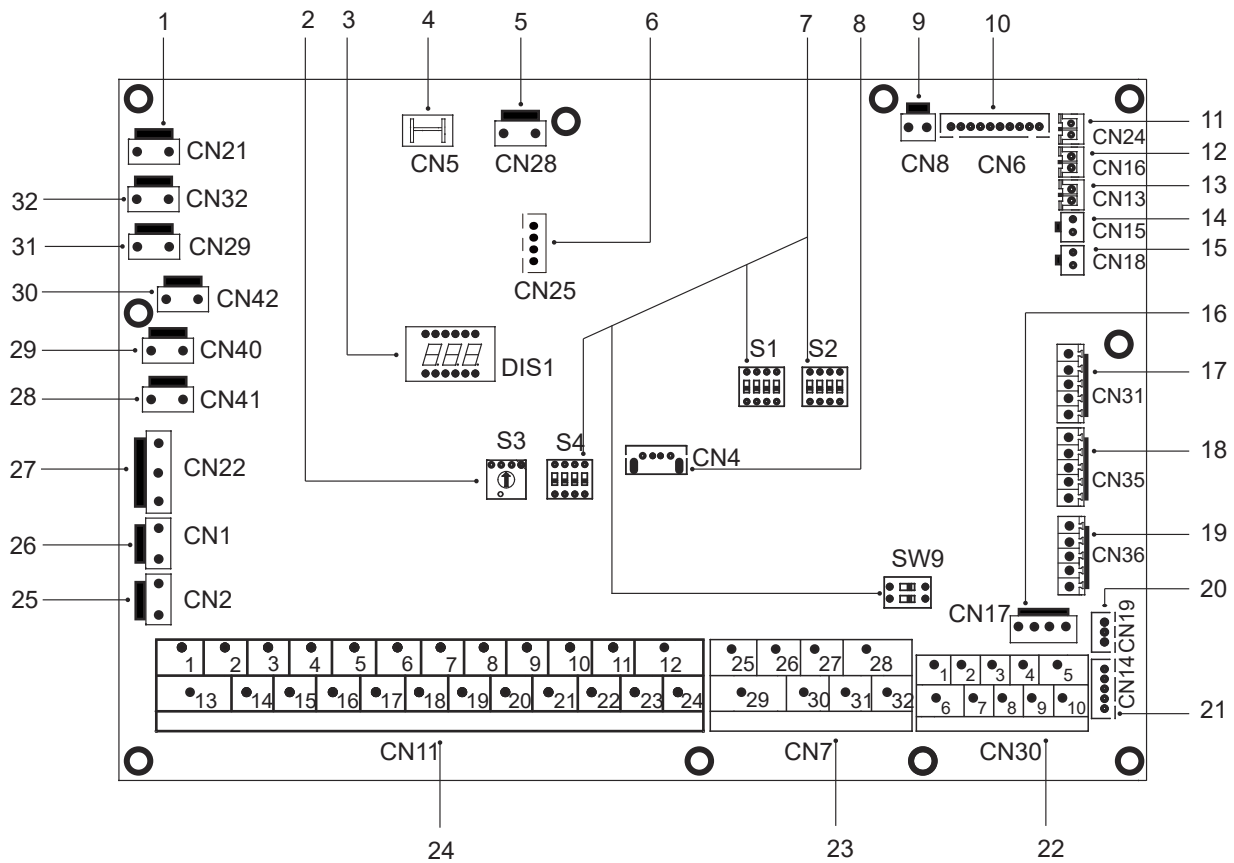 1 2 3 4 5 6 7 8 9 10
11
CN21
CN5
CN28
CN8
CN6
CN24
12
CN16
32
CN32
13
CN13
14
CN15
31
CN29
15
CN18
CN25
30
CN42
16
29
CN40
DIS1
S1
S2
17
CN31
28
CN41
S3
S4
CN4
18
CN35
27
CN22
2
26
CN1
19
CN36
25
CN2
SW9
20
CN17
CN19
CN14
1 2 3 4 5 6 7 8 9 10 11 12
25 26 27 28
1 2 3 4 5
13 14 15 16 17 18 19 20 21 22 23 24
29 30 31 32
6 7 8 9 10
21
CN11
CN7
CN30
24
23
22